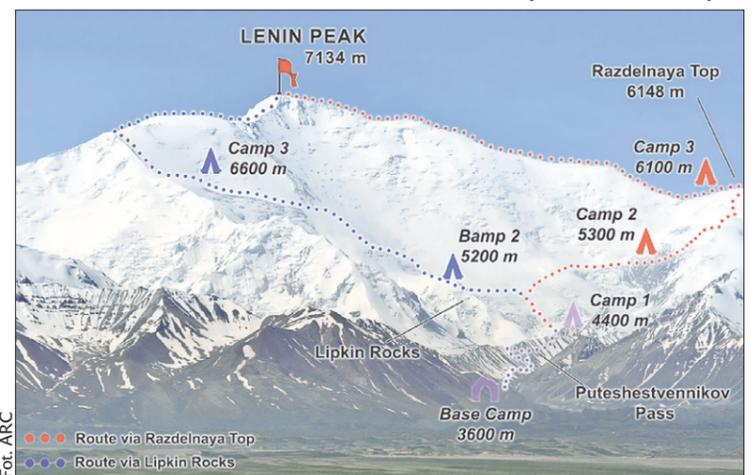 LENIN PEAK
7134 m
Razdelnaya Top
6148 m
Camp 3
6600 m
Camp 3
6100 m
Camp 2
5300 m
Bamp 2
5200 m
Camp 1
4400 m
Lipkin Rocks
Puteshestvennikov
Pass
Base Camp
3600 m
Route via Razdelnaya Top
Route via Lipkin Rocks
Fot. ARC